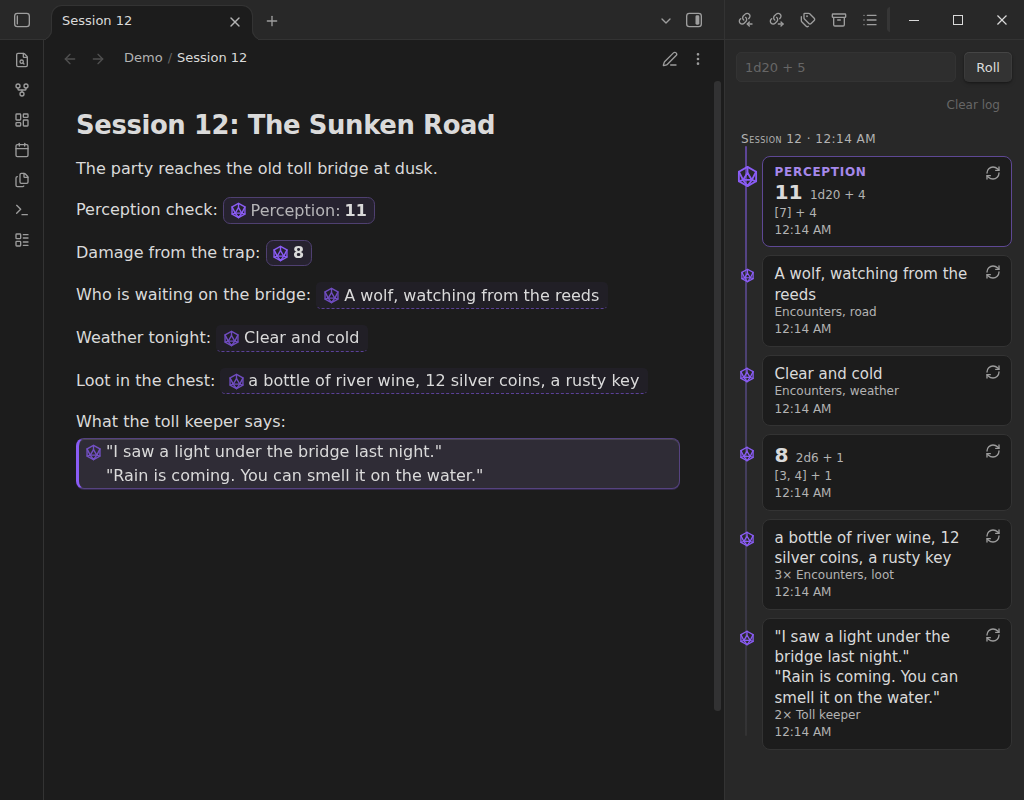 Session 12
Demo / Session 12
Session 12: The Sunken Road
The party reaches the old toll bridge at dusk.
Perception check: Perception: 11
Damage from the trap: 8
Who is waiting on the bridge: A wolf, watching from the reeds
Weather tonight: Clear and cold
Loot in the chest: a bottle of river wine, 12 silver coins, a rusty key
What the toll keeper says:
"I saw a light under the bridge last night."
"Rain is coming. You can smell it on the water."
1d20 + 5
Roll
Clear log
Session 12 · 12:14 AM
PERCEPTION
11 1d20 + 4
[7] + 4
12:14 AM
A wolf, watching from the
reeds
Encounters, road
12:14 AM
Clear and cold
Encounters, weather
12:14 AM
8 2d6 + 1
[3, 4] + 1
12:14 AM
a bottle of river wine, 12
silver coins, a rusty key
3× Encounters, loot
12:14 AM
"I saw a light under the
bridge last night."
"Rain is coming. You can
smell it on the water."
2× Toll keeper
12:14 AM